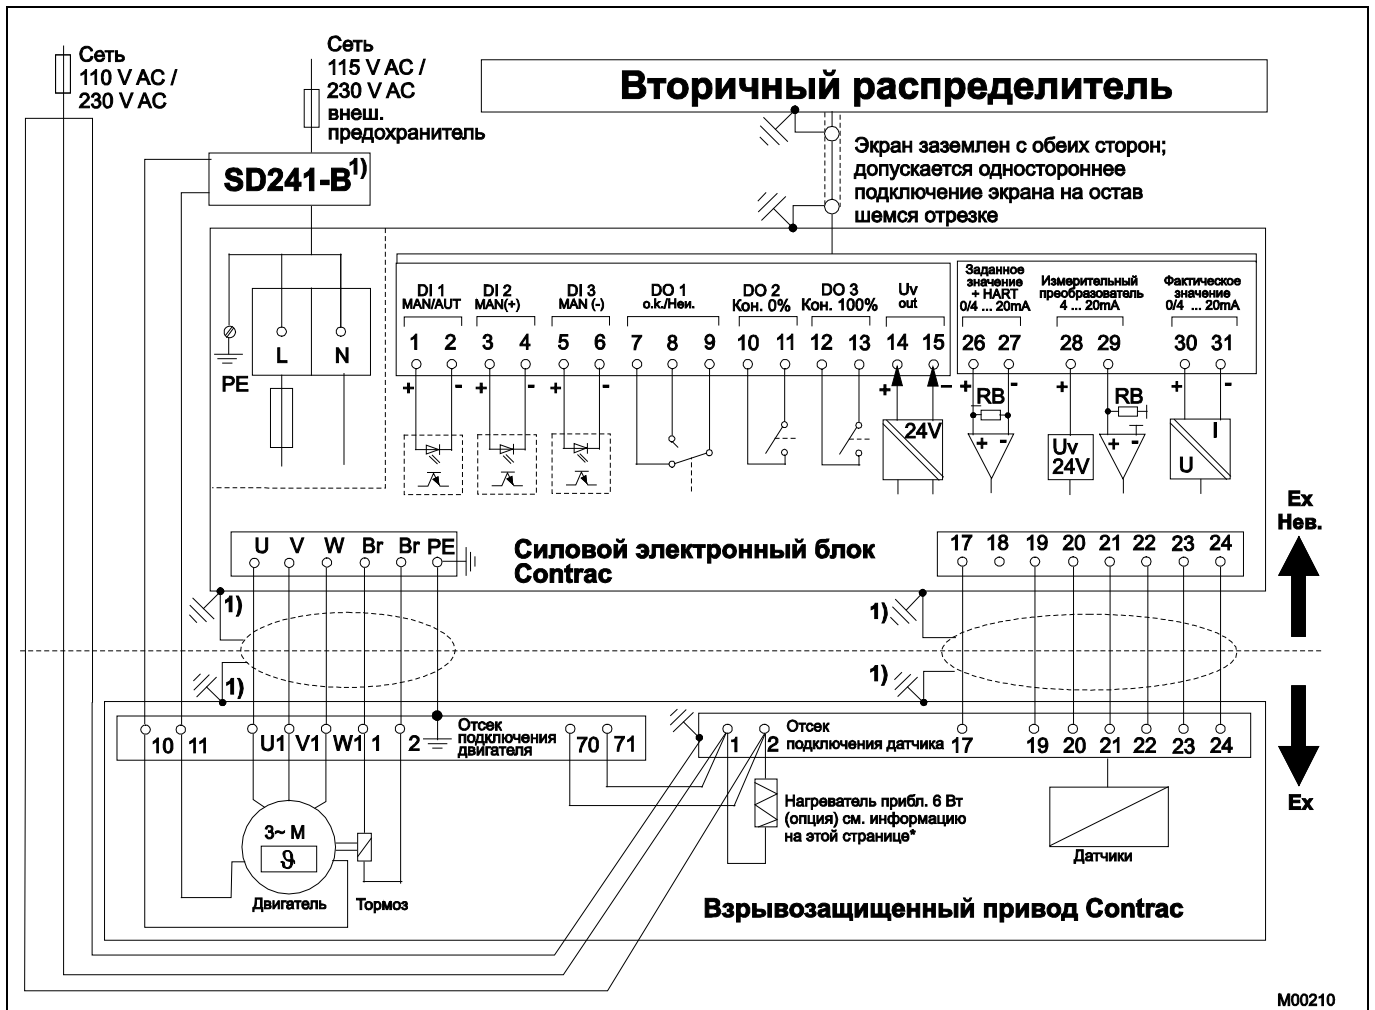 Сеть
110 V AC /
230 V AC
Сеть
115 V AC /
230 V AC
внеш.
предохранитель
Вторичный распределитель
SD241-B1)
Экран заземлен с обеих сторон;
допускается одностороннее
подключение экрана на остав
шемся отрезке
DI 1
MAN/AUT
DI 2
MAN(+)
DI 3
MAN (-)
DO 1
o.k./Неи.
DO 2
Кон. 0%
DO 3
Кон. 100%
Uv
out
Заданное
значение
+ HART
0/4 ... 20mA
Измерительный
преобразователь
4 ... 20mA
Фактическое
значение
0/4 ... 20mA
1 2 3 4 5 6 7 8 9 10 11 12 13 14 15 26 27 28 29 30 31
L N
PE
+ - + - + - + - + - + + -
RB RB
24V
+ - + -
Uv
24V
I
U
Ex
Нев.
U V W Br Br PE
Силовой электронный блок
Contrac
17 18 19 20 21 22 23 24
1) 1)
1) 1)
10 11 U1 V1 W1 1 2
Отсек
подключения
двигателя
70 71
1 2
Отсек
подключения датчика
17 19 20 21 22 23 24
Ex
3~ M
ϑ
Двигатель
Тормоз
Нагреватель прибл. 6 Вт
(опция) см. информацию
на этой странице*
Датчики
Взрывозащищенный привод Contrac
M00210